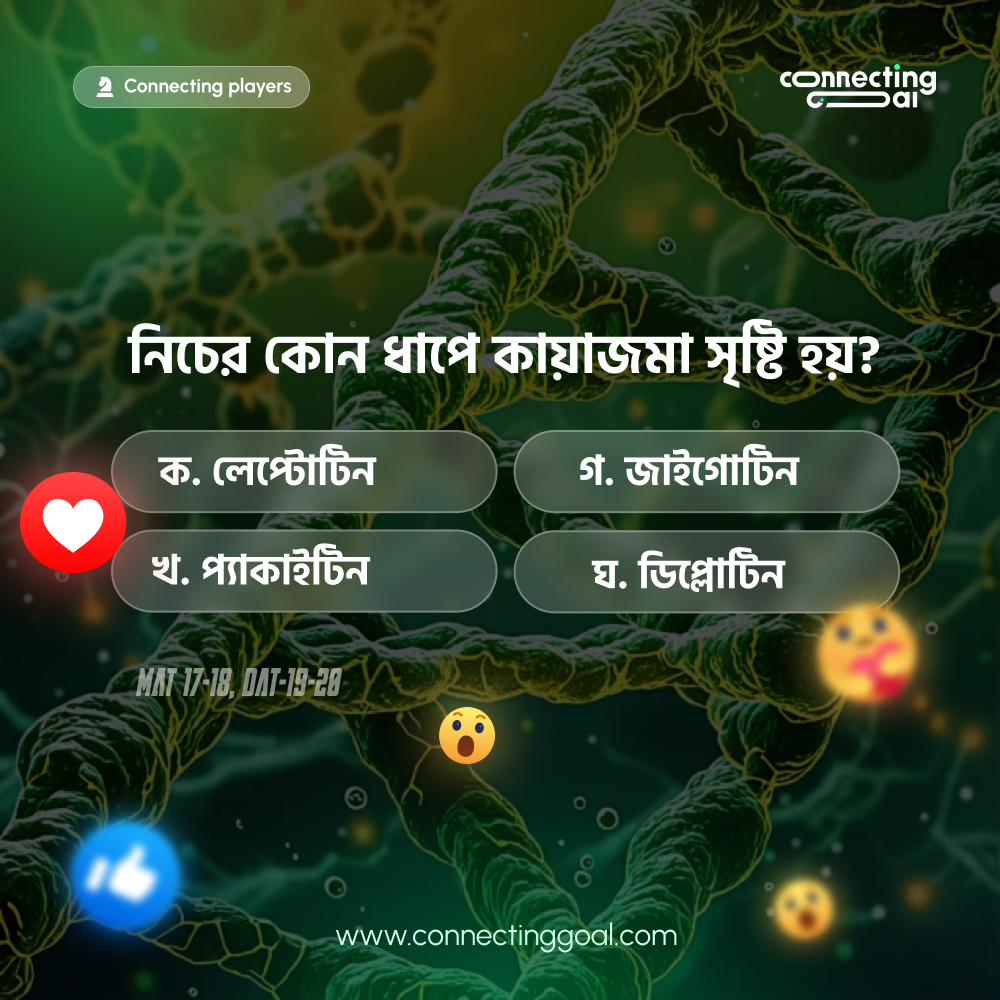 Connecting players
connecting
goal
নিচের কোন ধাপে কায়াজমা সৃষ্টি হয়?
ক. লেপ্টোটিন
গ. জাইগোটিন
খ. প্যাকাইটিন
ঘ. ডিপ্লোটিন
MAT 17-18, DAT-19-20
www.connectinggoal.com